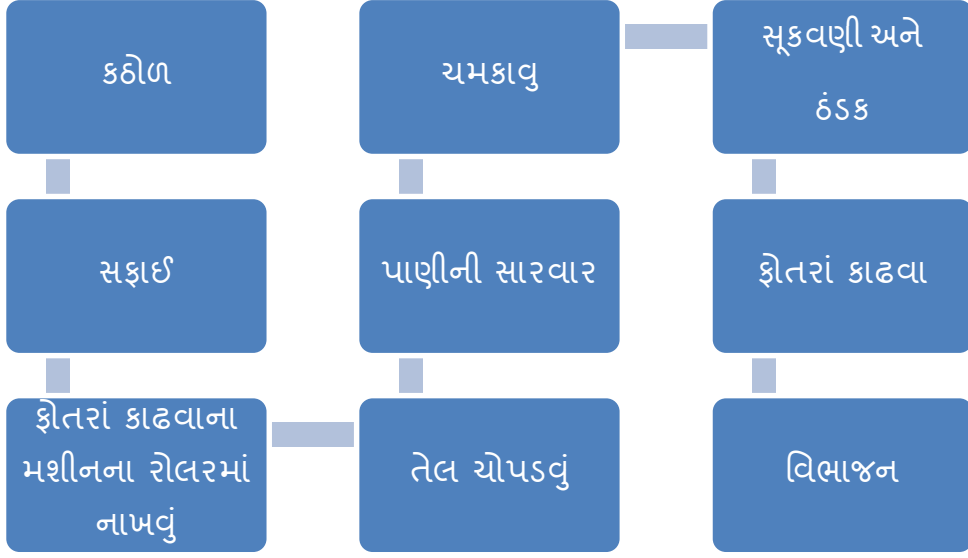 કઠોળ
સફાઈ
ફોતરાં કાઢવાના
મશીનના રોલરમાં
નાખવું
તેલ ચોપડવું
પાણીની સારવાર
ચમકાવુ
સૂકવણી અને
ઠંડક
ફોતરાં કાઢવા
વિભાજન